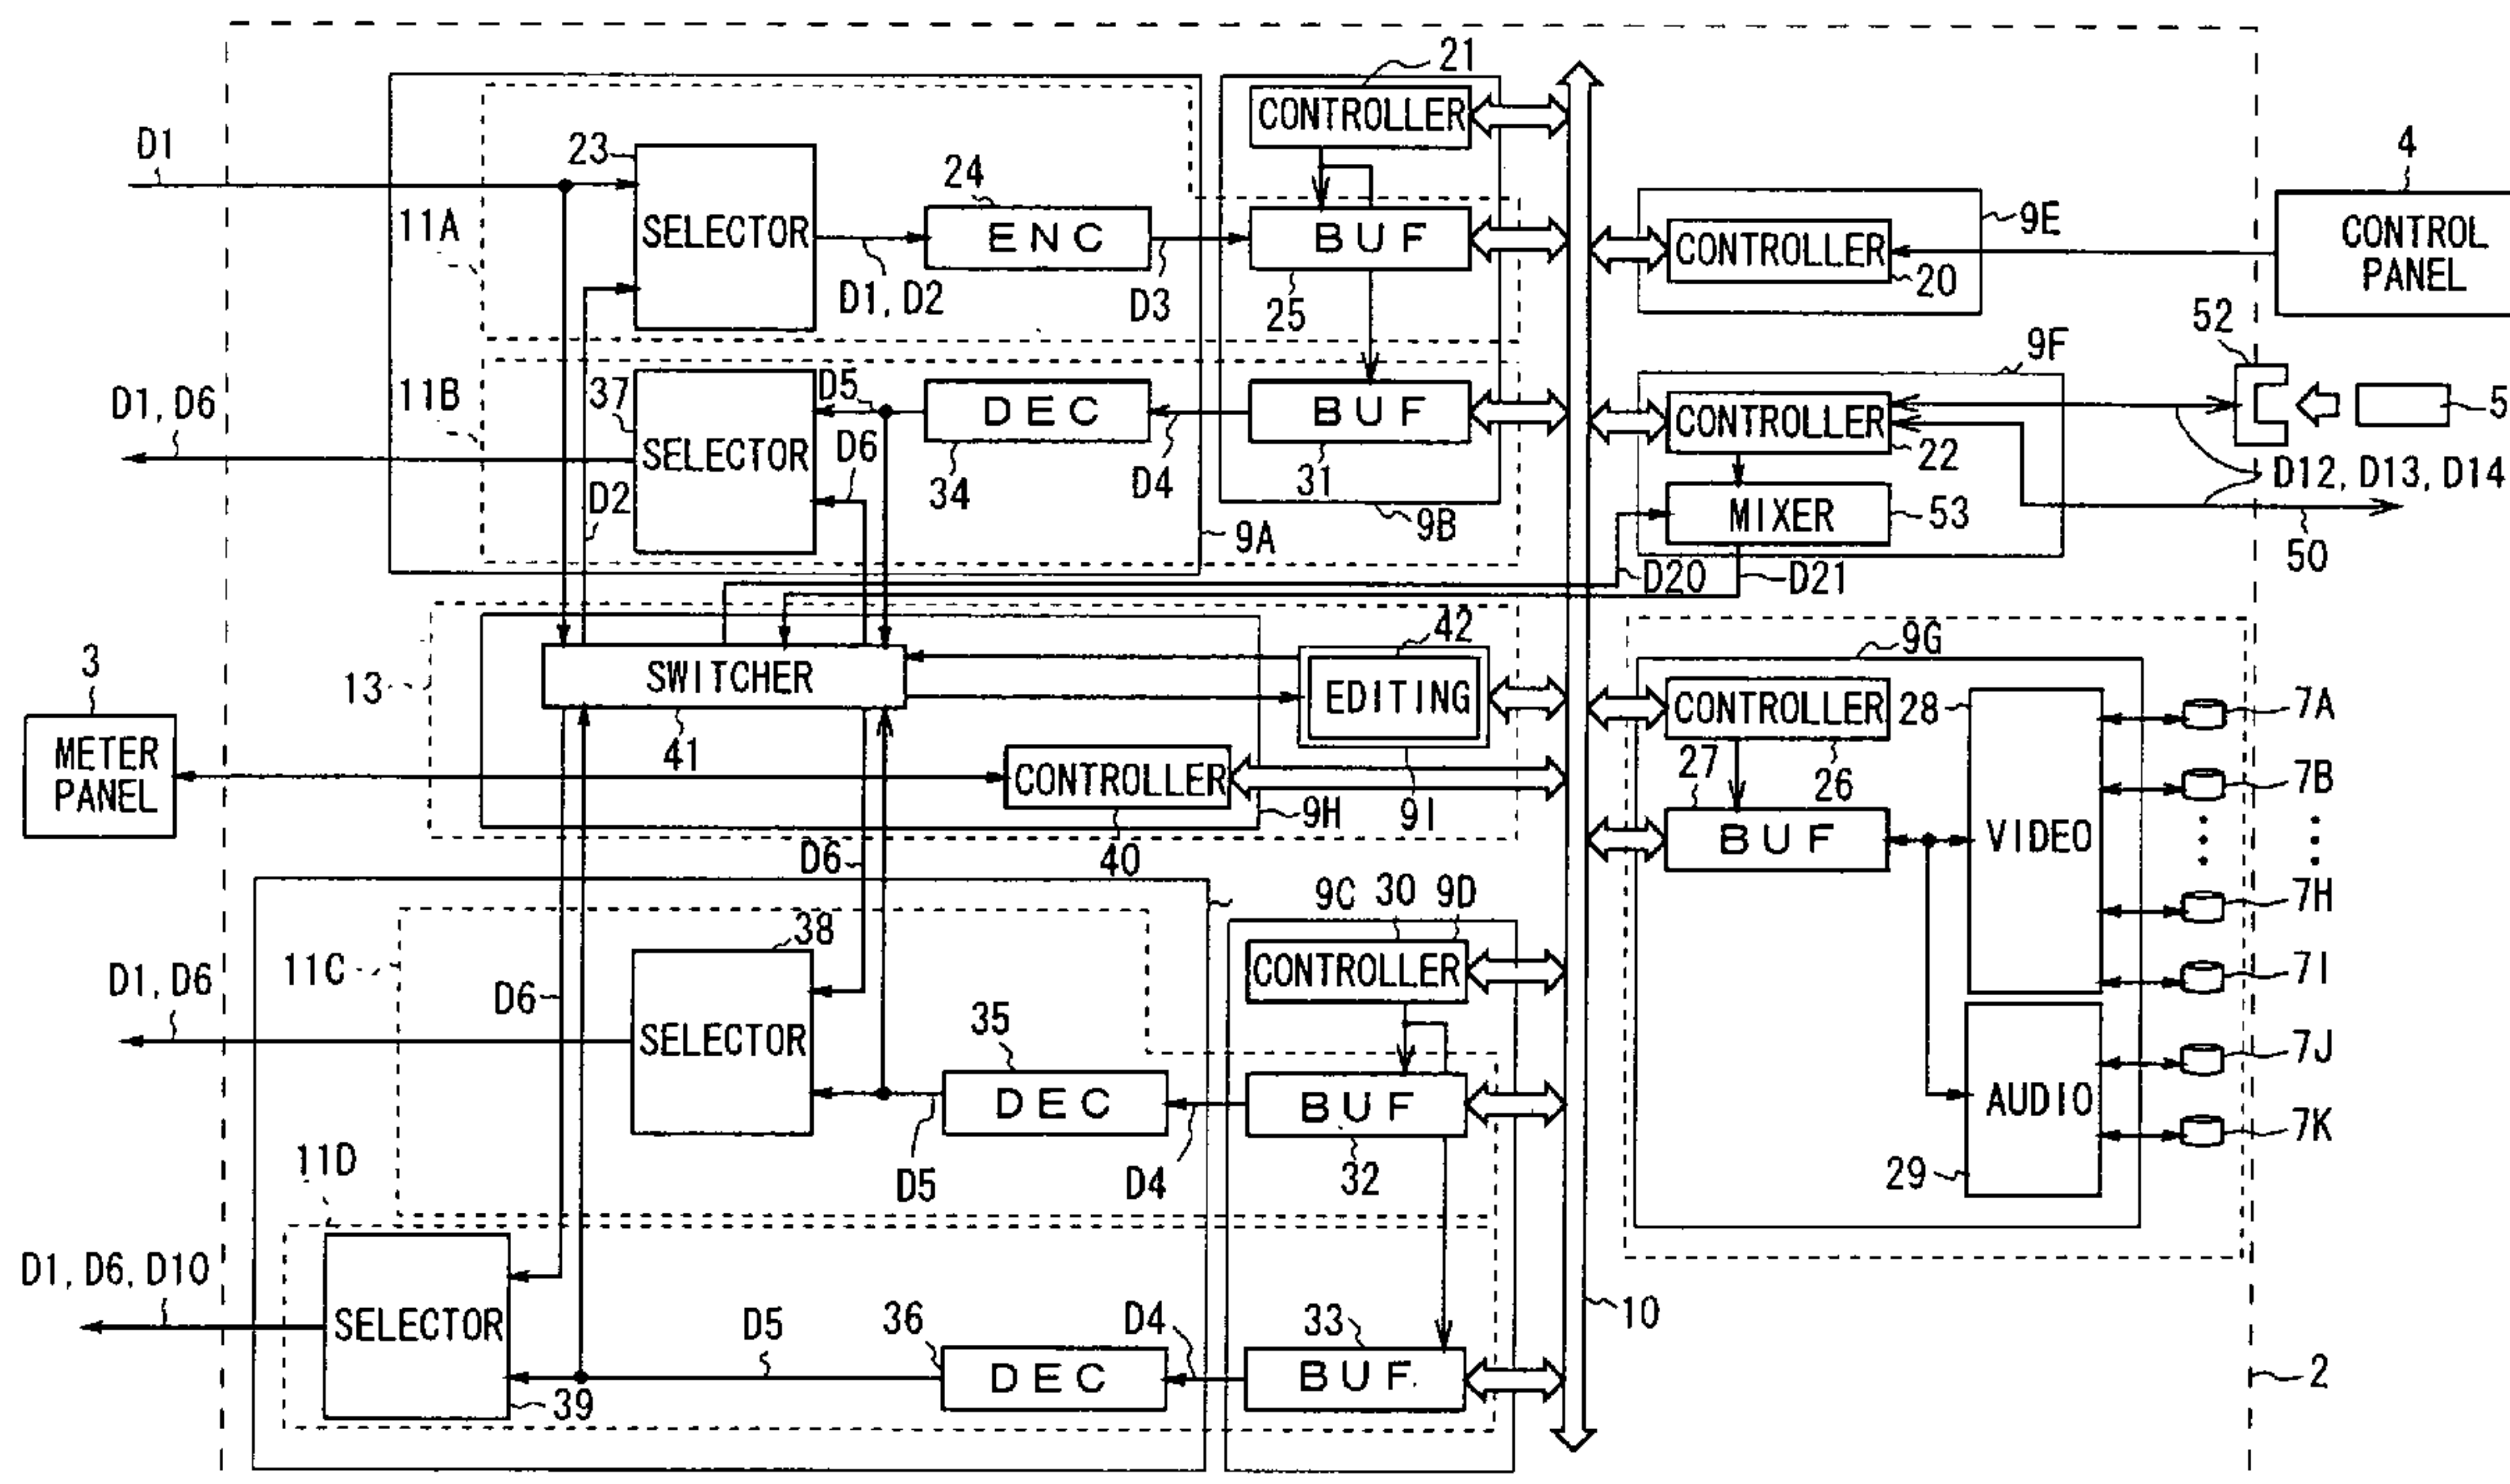 21
CONTROLLER
D1
23
24
11A
SELECTOR
ENC
BUF
D1, D2
D3
25
4
CONTROL
PANEL
9E
CONTROLLER
20
52
9F
11B
D1, D6
37
D5
SELECTOR
DEC
BUF
D6
34
D4
31
D2
9A
9B
CONTROLLER
22
5
D12, D13, D14
MIXER
53
50
D20
D21
3
METER
PANEL
13
SWITCHER
41
42
EDITING
CONTROLLER
9H
9I
40
D6
9G
CONTROLLER
28
27
26
BUF
VIDEO
7A
7B
7H
7I
7J
7K
AUDIO
29
9C
30
9D
CONTROLLER
11C
38
D1, D6
D6
SELECTOR
35
DEC
BUF
D5
D4
32
11D
D1, D6, D10
SELECTOR
39
D5
36
DEC
D4
33
BUF
10
2